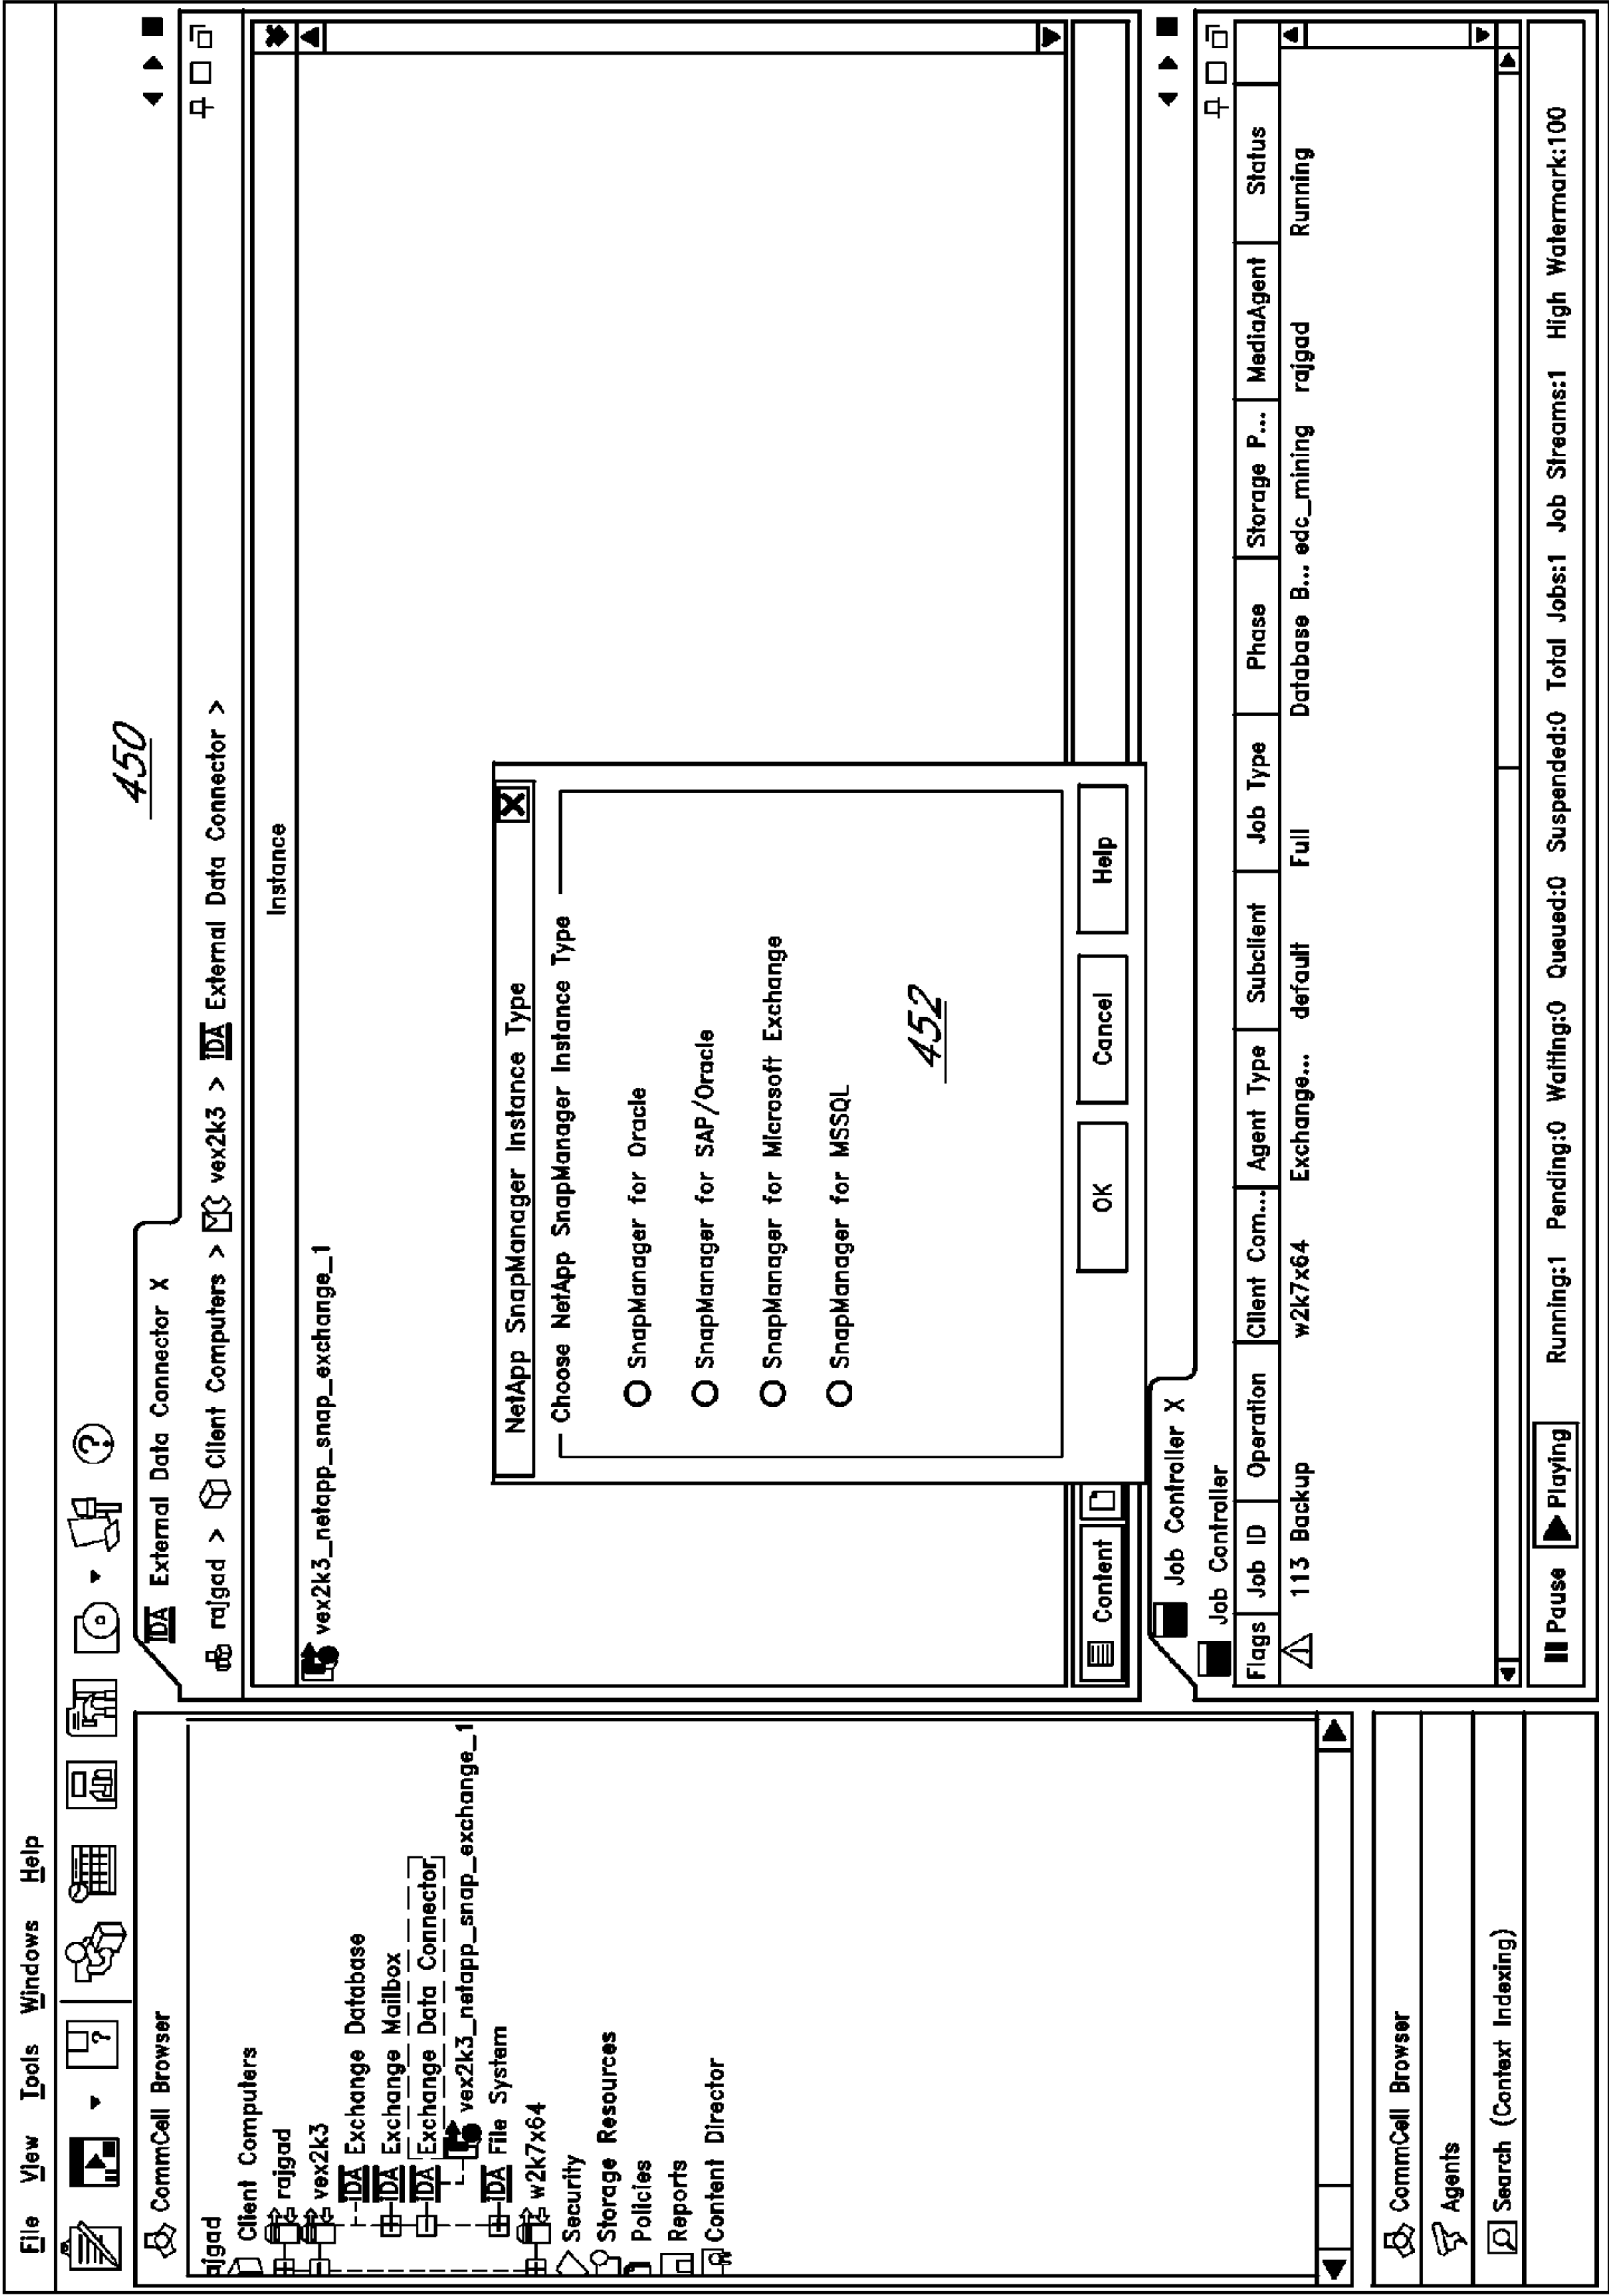 File View Tools Windows Help
450
CommCell Browser
rajgad
Client Computers
rajgad
vex2k3
iDA Exchange Database
iDA Exchange Mailbox
iDA Exchange Data Connector
vex2k3_netapp_snap_exchange_1
iDA File System
w2k7x64
Security
Storage Resources
Policies
Reports
Content Director
CommCell Browser
Agents
Search (Context Indexing)
iDA External Data Connector X
rajgad > Client Computers > vex2k3 > iDA External Data Connector >
Instance
vex2k3_netapp_snap_exchange_1
NetApp SnapManager Instance Type X
Choose NetApp SnapManager Instance Type
SnapManager for Oracle
SnapManager for SAP/Oracle
SnapManager for Microsoft Exchange
SnapManager for MSSQL
452
OK Cancel Help
Content
Job Controller X
Job Controller
Flags Job ID Operation Client Com... Agent Type Subclient Job Type Phase Storage P... MediaAgent Status
113 Backup w2k7x64 Exchange... default Full Database B... edc_mining rajgad Running
Pause Playing Running:1 Pending:0 Waiting:0 Queued:0 Suspended:0 Total Jobs:1 Job Streams:1 High Watermark:100